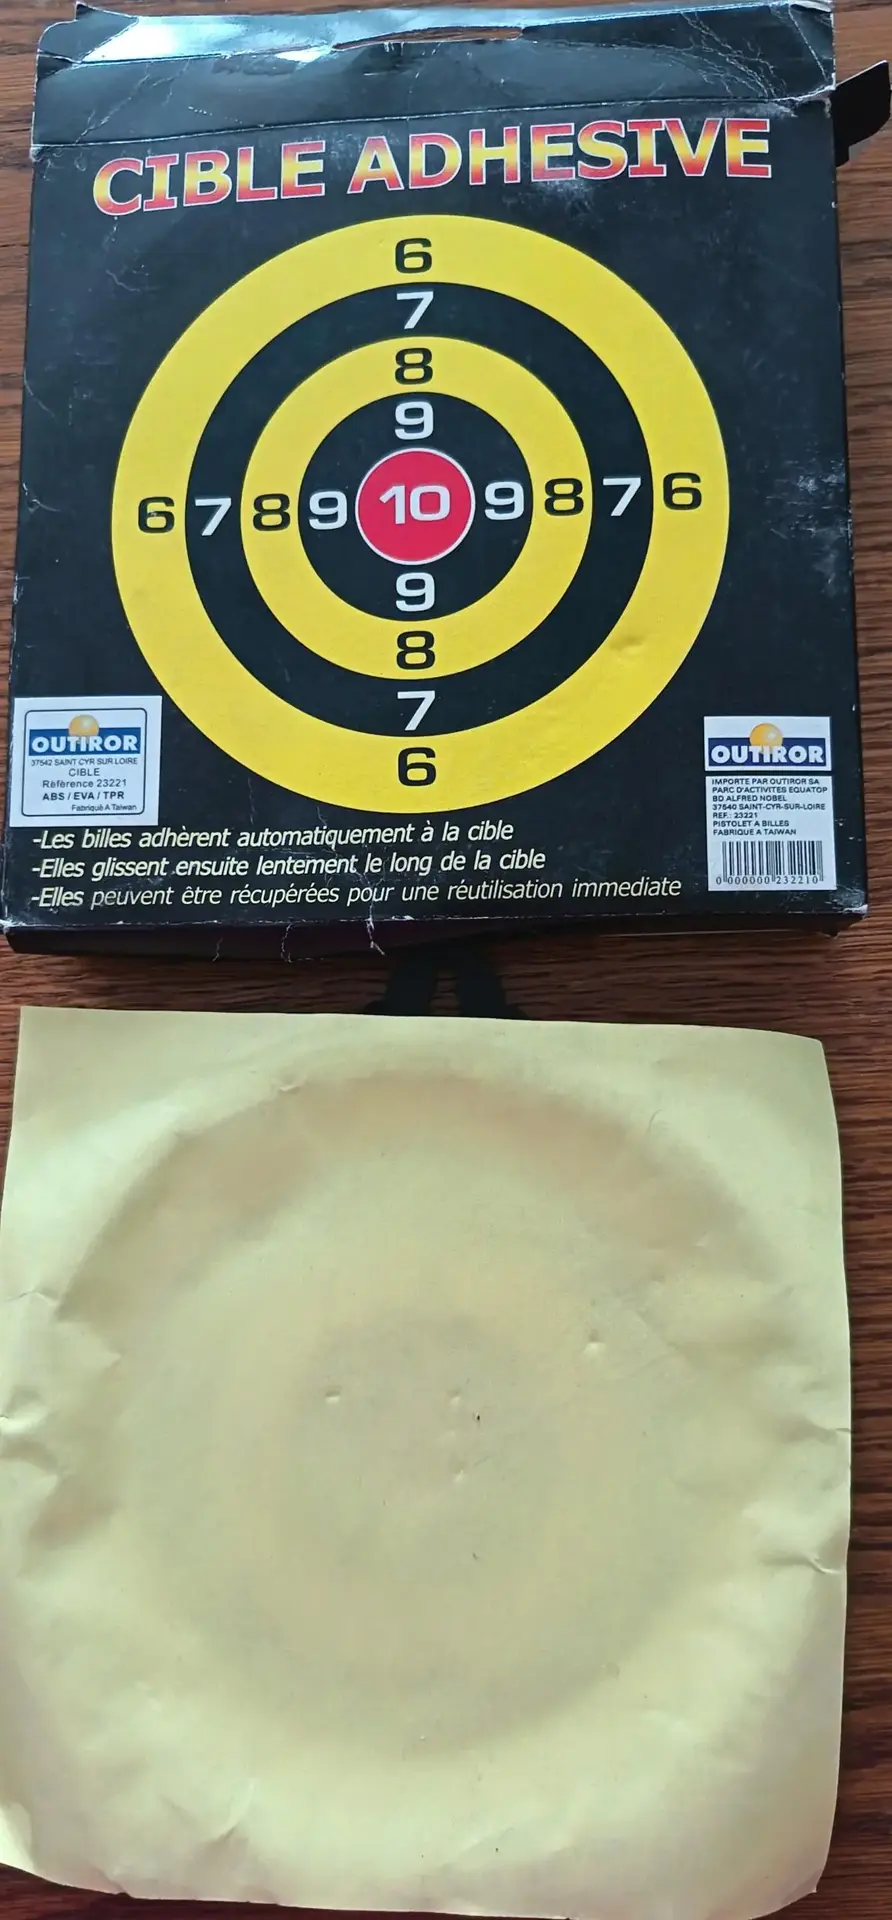 CIBLE ADHESIVE
6
7
8
9
6 7 8 9 10 9 8 7 6
9
8
7
6
OUTIROR
37542 SAINT CYR SUR LOIRE
CIBLE
Référence 23221
ABS / EVA / TPR
Fabriqué A Taiwan
OUTIROR
IMPORTE PAR OUTIROR SA
PARC D'ACTIVITES EQUATOP
BD ALFRED NOBEL
37540 SAINT-CYR-SUR-LOIRE
REF.: 23221
PISTOLET A BILLES
FABRIQUE A TAIWAN
0 000000 232210
-Les billes adhèrent automatiquement à la cible
-Elles glissent ensuite lentement le long de la cible
-Elles peuvent être récupérées pour une réutilisation immediate